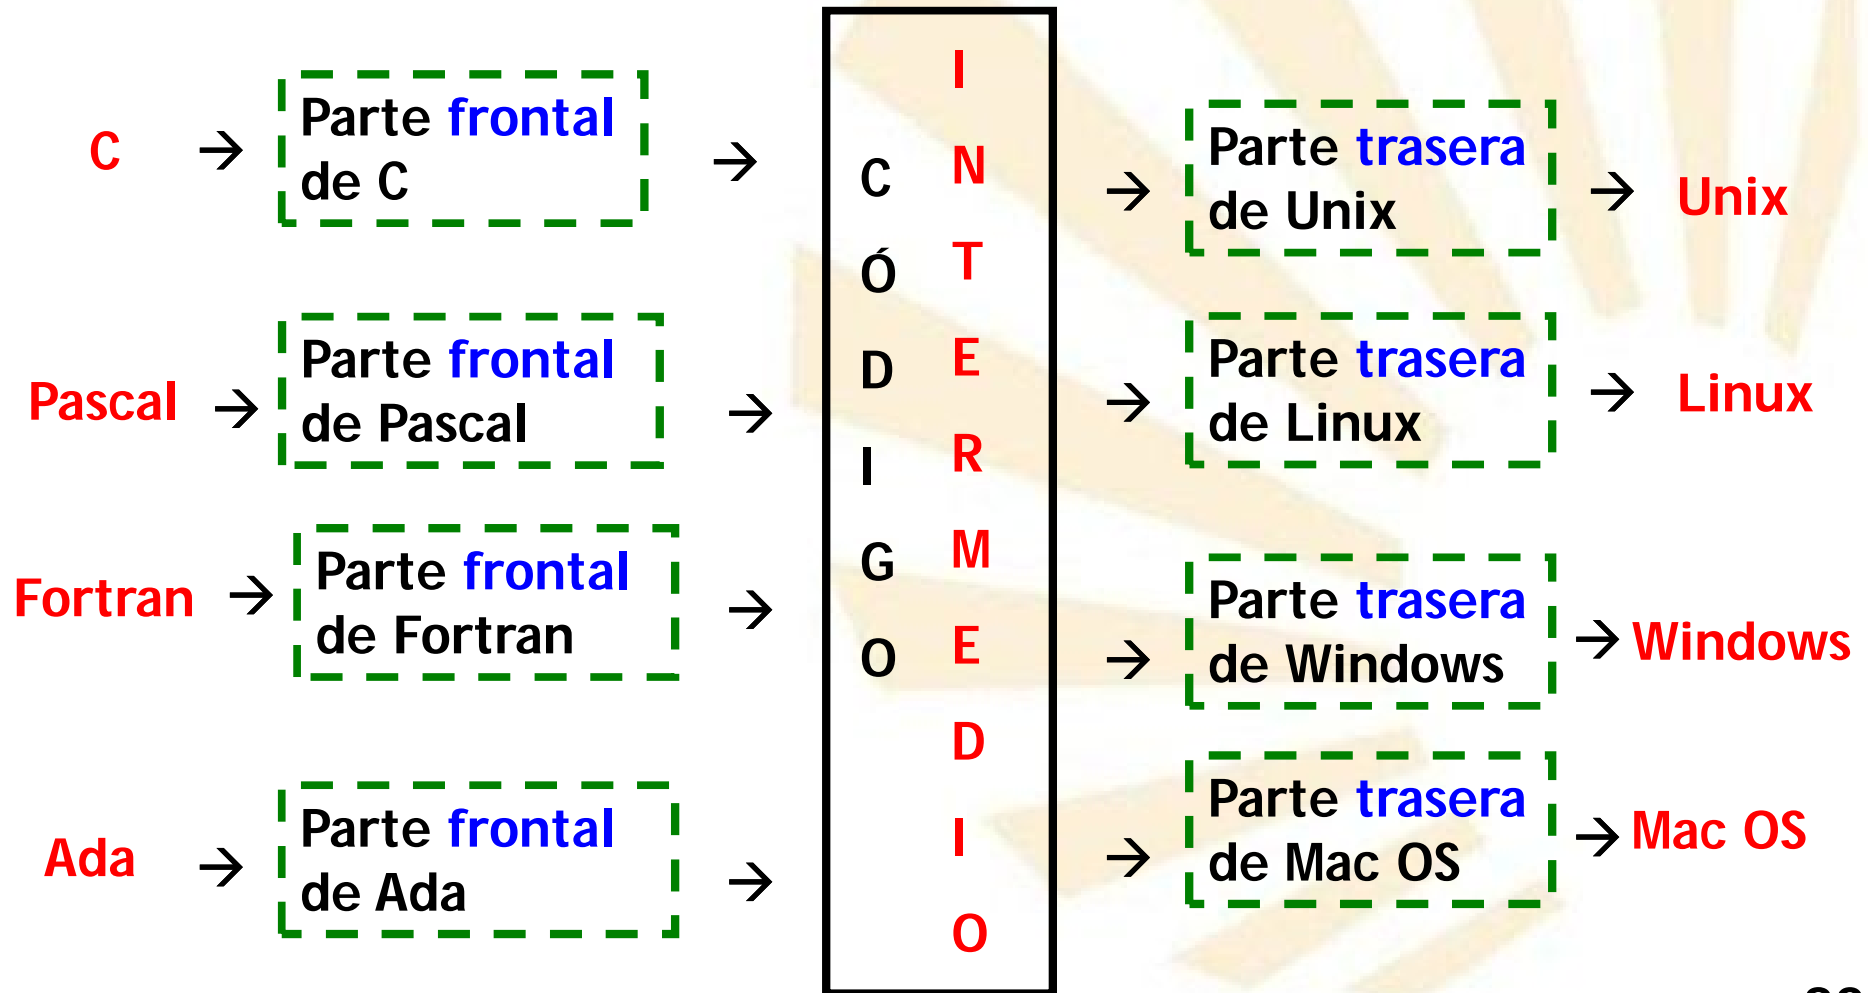 C → Parte frontal
de C →
Pascal → Parte frontal
de Pascal →
Fortran → Parte frontal
de Fortran →
Ada → Parte frontal
de Ada →
CÓDIGO
INTERMEDIO
→ Parte trasera
de Unix → Unix
→ Parte trasera
de Linux → Linux
→ Parte trasera
de Windows → Windows
→ Parte trasera
de Mac OS → Mac OS